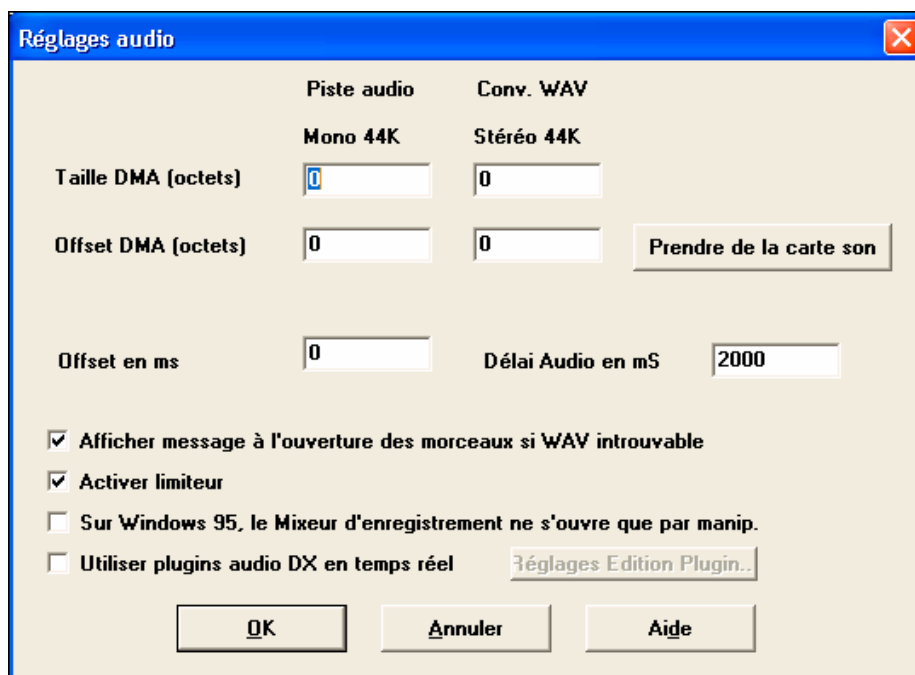 Réglages audio
Piste audio Conv. WAV
Mono 44K Stéréo 44K
Taille DMA (octets) 0 0
Offset DMA (octets) 0 0 Prendre de la carte son
Offset en ms 0 Délai Audio en mS 2000
Afficher message à l'ouverture des morceaux si WAV introuvable
Activer limiteur
Sur Windows 95, le Mixeur d'enregistrement ne s'ouvre que par manip.
Utiliser plugins audio DX en temps réel Réglages Edition Plugin..
OK Annuler Aide